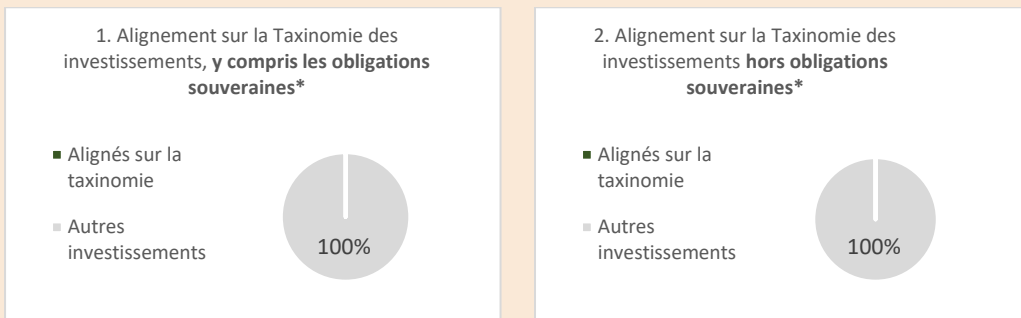 1. Alignement sur la Taxinomie des
investissements, y compris les obligations
souveraines*
Alignés sur la
taxinomie
Autres
investissements
100%
2. Alignement sur la Taxinomie des
investissements hors obligations
souveraines*
Alignés sur la
taxinomie
Autres
investissements
100%